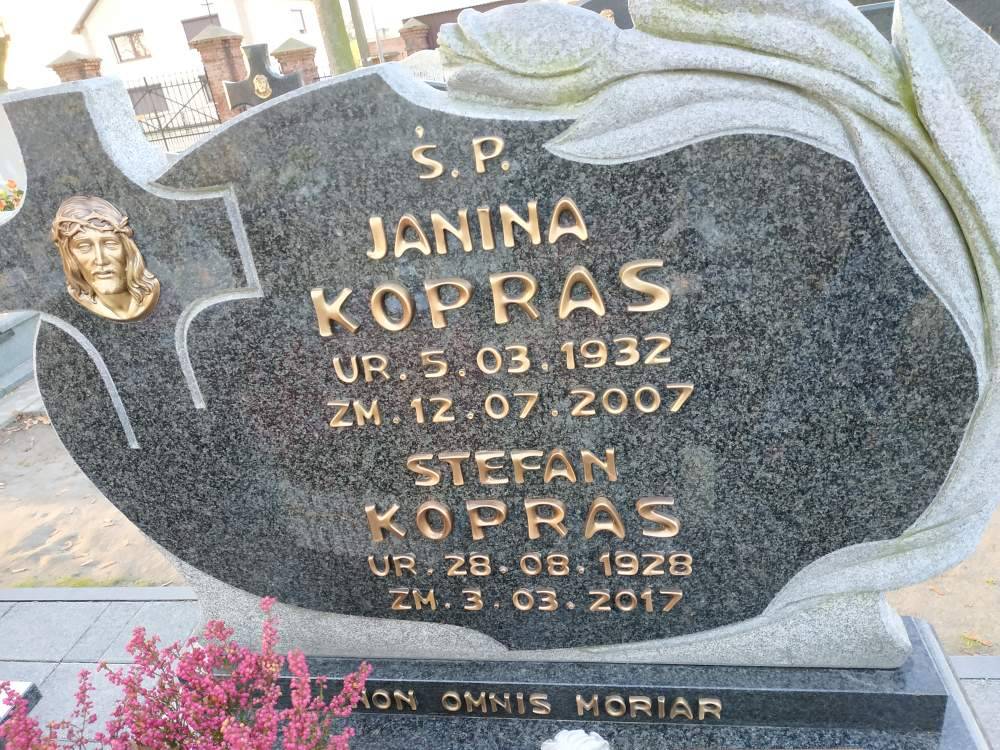 Ś. P.
JANINA
KOPRAS
UR. 5. 03. 1932
ZM. 12. 07. 2007
STEFAN
KOPRAS
UR. 28. 08. 1928
ZM. 3. 03. 2017
NON OMNIS MORIAR